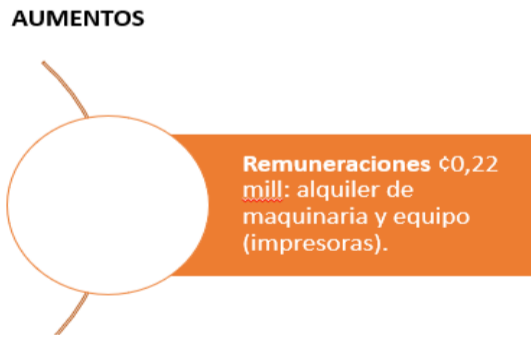 AUMENTOS
Remuneraciones ¢0,22
mill: alquiler de
maquinaria y equipo
(impresoras).